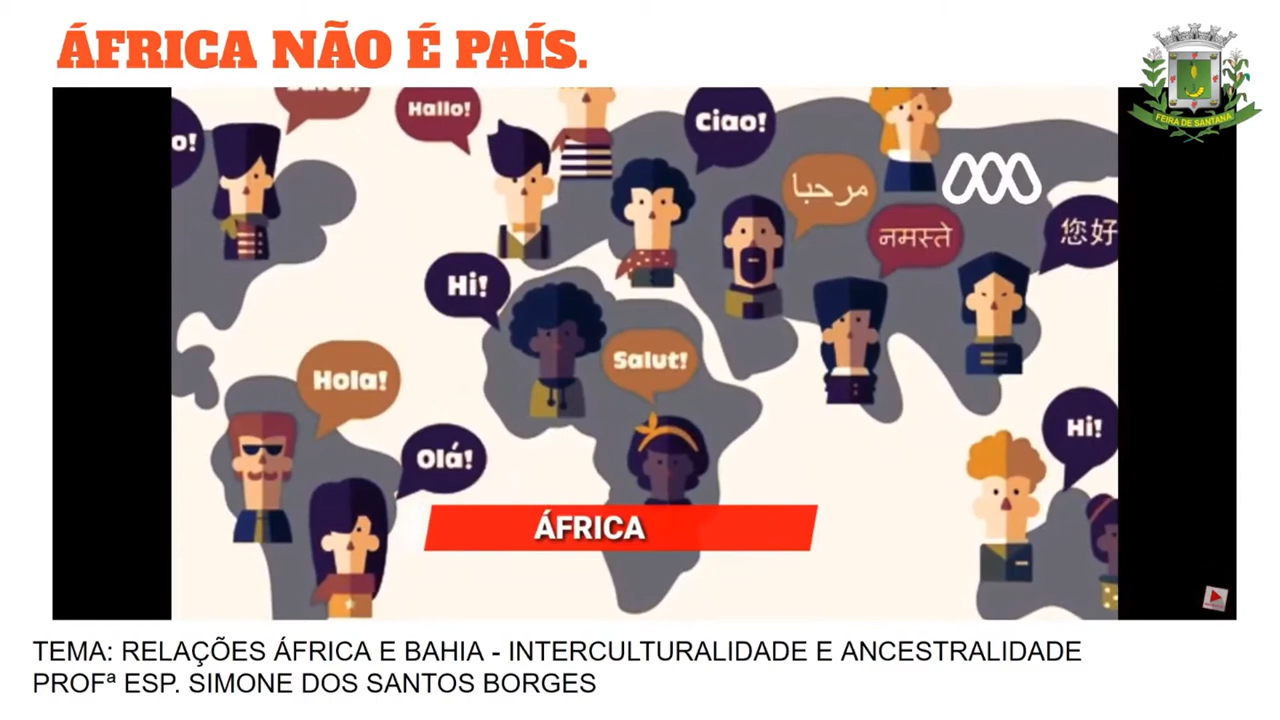 ÁFRICA NÃO É PAÍS.
FEIRA DE SANTANA
Salut!
Hallo!
Ciao!
o!
مرحبا
नमस्ते
您好
Hi!
Salut!
Hola!
Olá!
Hi!
ÁFRICA
TEMA: RELAÇÕES ÁFRICA E BAHIA - INTERCULTURALIDADE E ANCESTRALIDADE
PROFª ESP. SIMONE DOS SANTOS BORGES